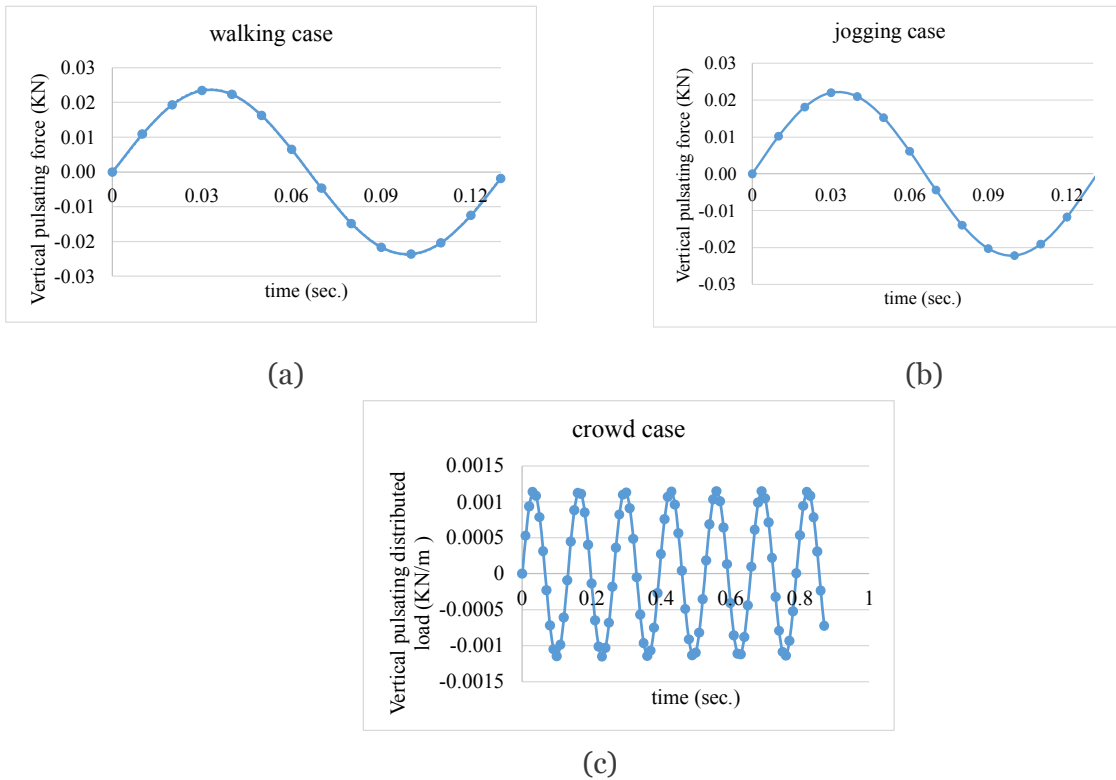 walking case
Vertical pulsating force (KN)
0.03
0.02
0.01
0.00
-0.01
-0.02
-0.03
0 0.03 0.06 0.09 0.12
time (sec.)
(a)
jogging case
Vertical pulsating force (KN)
0.03
0.02
0.01
0.00
-0.01
-0.02
-0.03
0 0.03 0.06 0.09 0.12
time (sec.)
(b)
crowd case
Vertical pulsating distributed
load (KN/m )
0.0015
0.001
0.0005
0
-0.0005
-0.001
-0.0015
0 0.2 0.4 0.6 0.8 1
time (sec.)
(c)